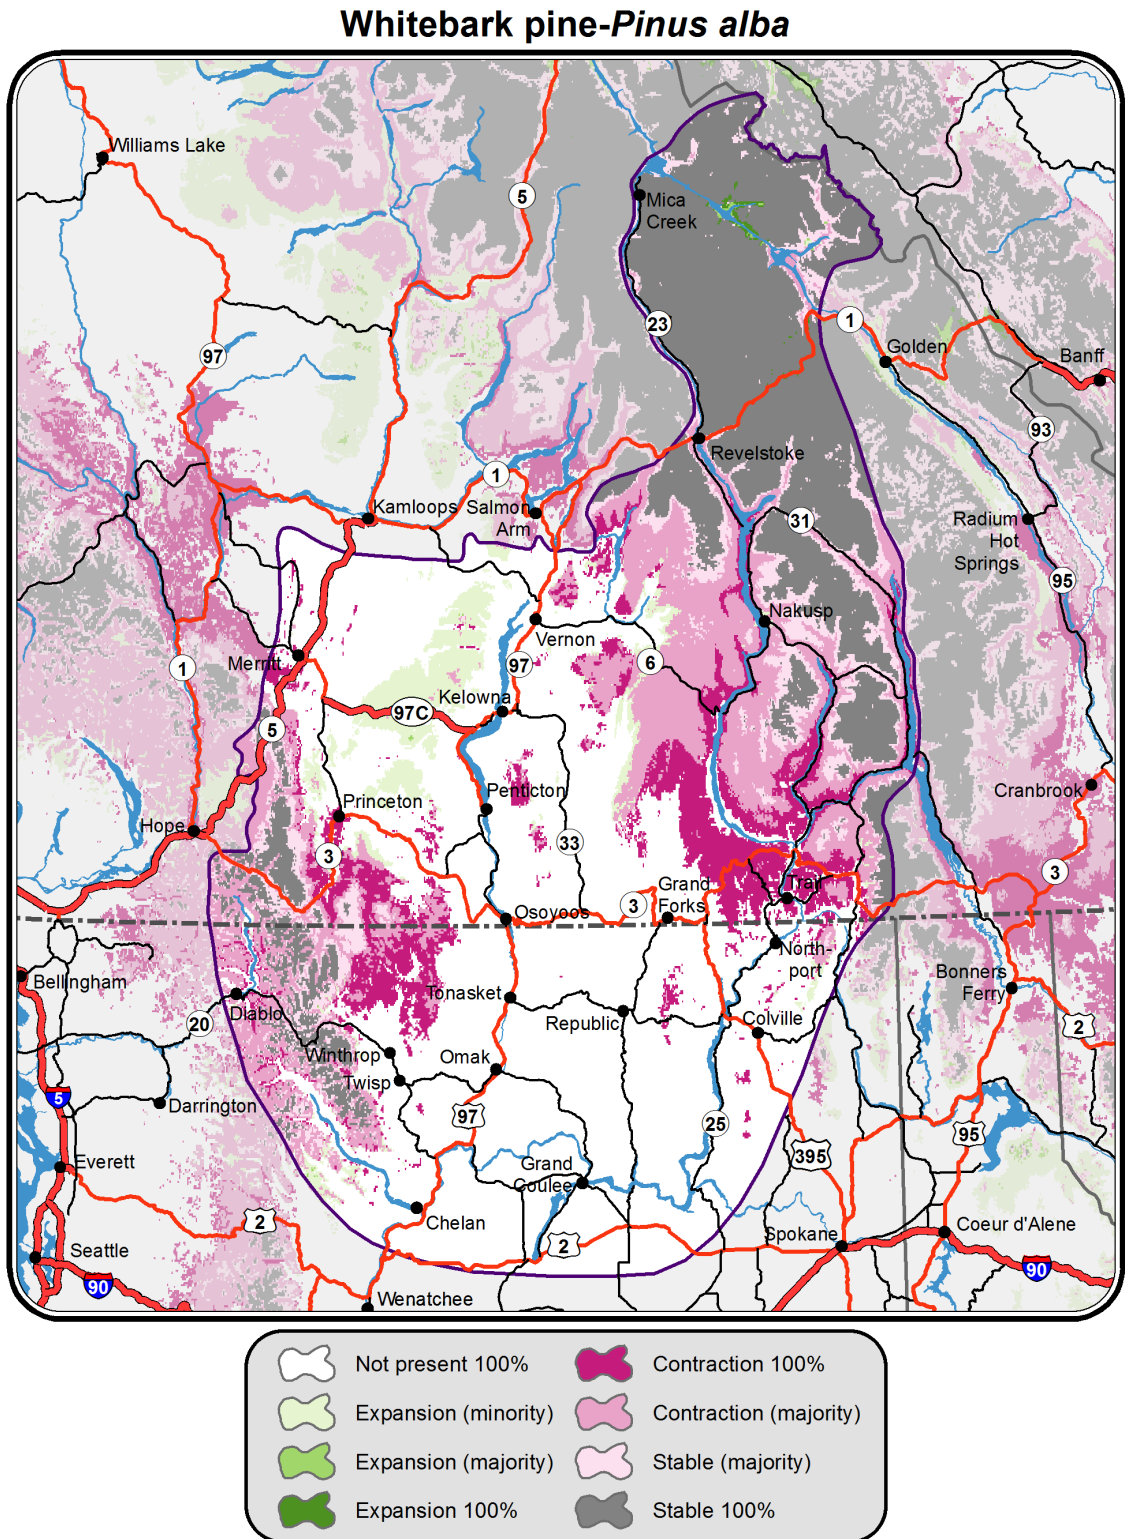 Whitebark pine-Pinus alba
Williams Lake
5
Mica
Creek
23
1
97
Golden
Banff
93
Revelstoke
1
Kamloops
Salmon
Arm
31
Radium
Hot
Springs
95
Nakusp
Vernon
Merritt
1
97
6
Kelowna
97C
5
Penticton
Cranbrook
Princeton
Hope
33
3
3
Trail
Grand
Forks
3
Osoyoos
North-
port
Bellingham
Bonners
Ferry
Tonasket
Diablo
Republic
Colville
20
2
Winthrop
Omak
Twisp
5
Darrington
97
25
95
395
Everett
Grand
Coulee
2
Chelan
2
Spokane
Coeur d'Alene
Seattle
90
90
Wenatchee
Not present 100%
Contraction 100%
Expansion (minority)
Contraction (majority)
Expansion (majority)
Stable (majority)
Expansion 100%
Stable 100%